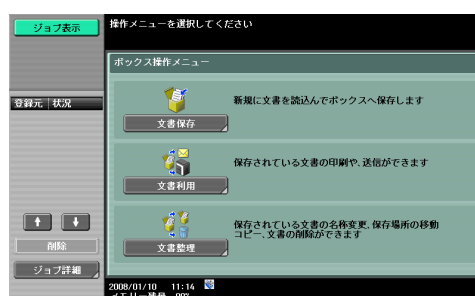 ジョブ表示
操作メニューを選択してください
ボックス操作メニュー
登録元 状況
新規に文書を読込んでボックスへ保存します
文書保存
保存されている文書の印刷や、送信ができます
文書利用
保存されている文書の名称変更、保存場所の移動
コピー、文書の削除ができます
文書整理
削除
ジョブ詳細
2008/01/10 11:14
メモリー残量 99%